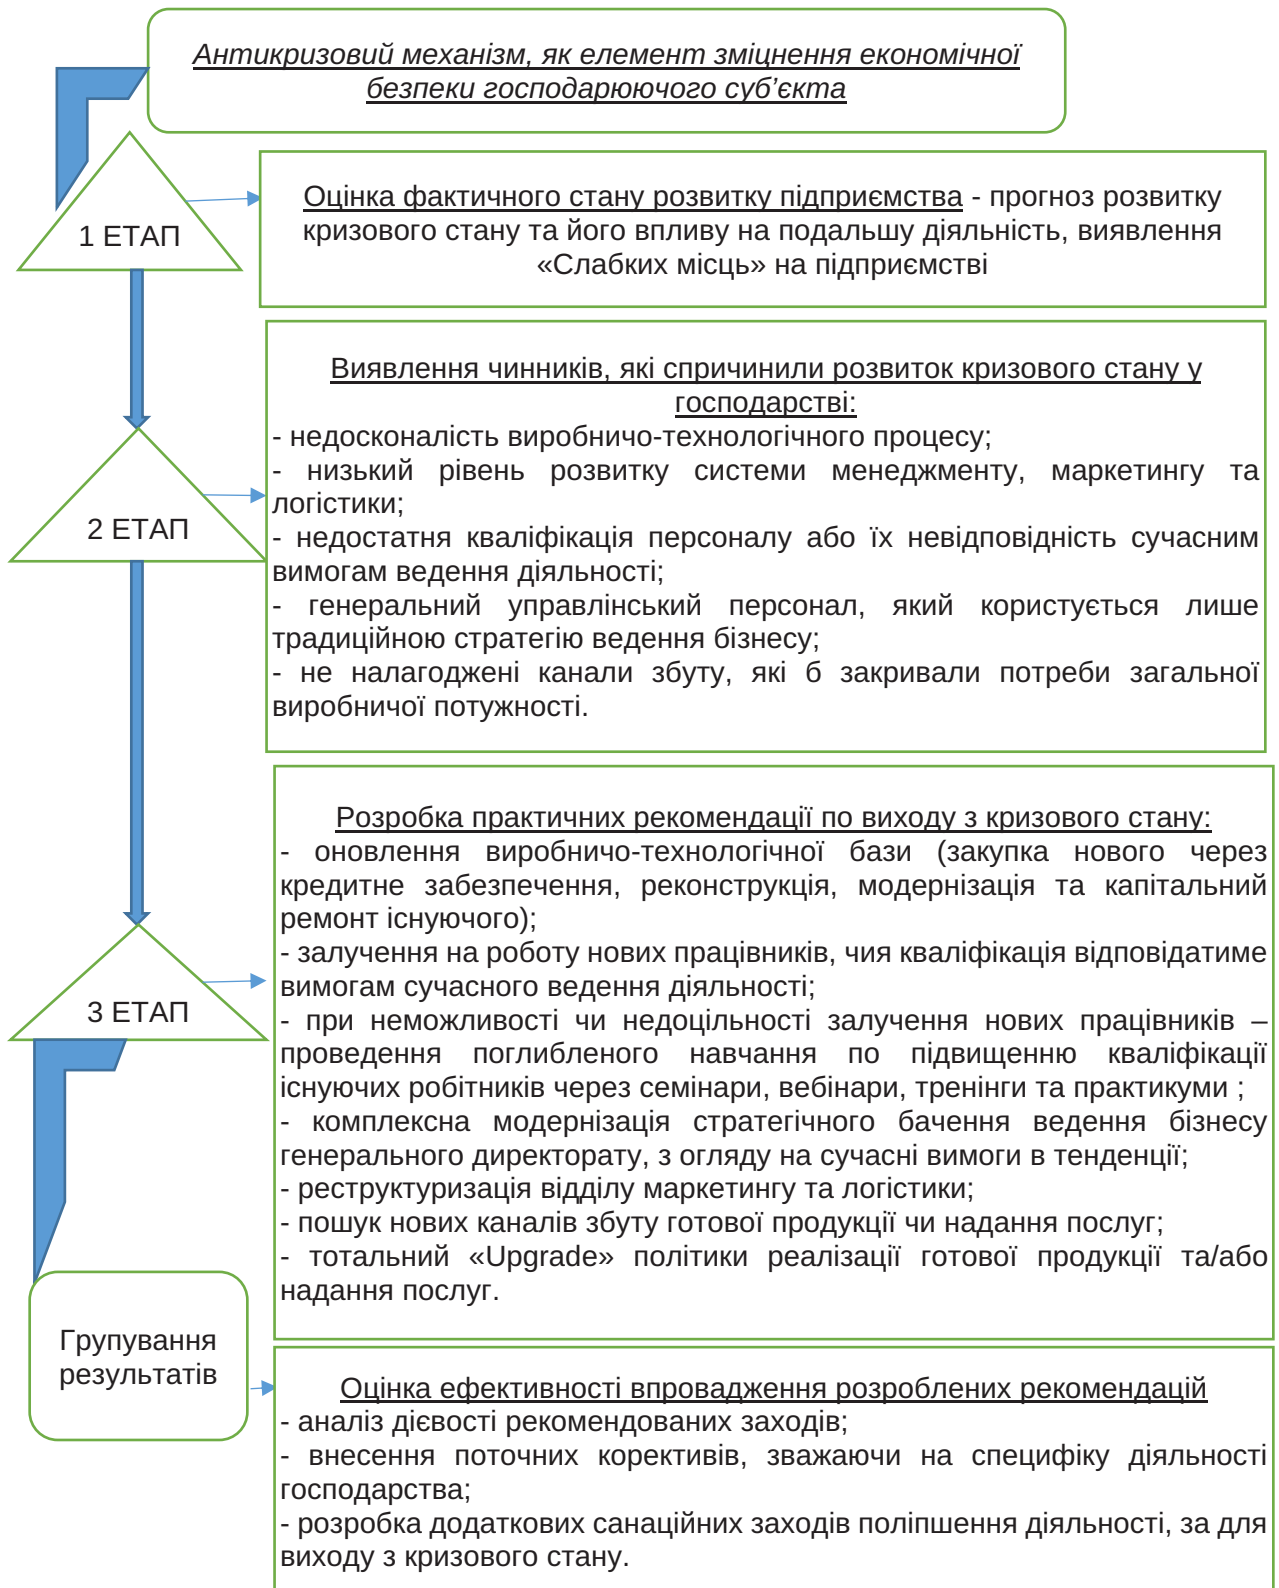 Антикризовий механізм, як елемент зміцнення економічної
безпеки господарюючого суб’єкта
1 ЕТАП
Оцінка фактичного стану розвитку підприємства - прогноз розвитку
кризового стану та його впливу на подальшу діяльність, виявлення
«Слабких місць» на підприємстві
2 ЕТАП
Виявлення чинників, які спричинили розвиток кризового стану у
господарстві:
- недосконалість виробничо-технологічного процесу;
- низький рівень розвитку системи менеджменту, маркетингу та
логістики;
- недостатня кваліфікація персоналу або їх невідповідність сучасним
вимогам ведення діяльності;
- генеральний управлінський персонал, який користується лише
традиційною стратегію ведення бізнесу;
- не налагоджені канали збуту, які б закривали потреби загальної
виробничої потужності.
3 ЕТАП
Розробка практичних рекомендації по виходу з кризового стану:
- оновлення виробничо-технологічної бази (закупка нового через
кредитне забезпечення, реконструкція, модернізація та капітальний
ремонт існуючого);
- залучення на роботу нових працівників, чия кваліфікація відповідатиме
вимогам сучасного ведення діяльності;
- при неможливості чи недоцільності залучення нових працівників –
проведення поглибленого навчання по підвищенню кваліфікації
існуючих робітників через семінари, вебінари, тренінги та практикуми ;
- комплексна модернізація стратегічного бачення ведення бізнесу
генерального директорату, з огляду на сучасні вимоги в тенденції;
- реструктуризація відділу маркетингу та логістики;
- пошук нових каналів збуту готової продукції чи надання послуг;
- тотальний «Upgrade» політики реалізації готової продукції та/або
надання послуг.
Групування
результатів
Оцінка ефективності впровадження розроблених рекомендацій
- аналіз дієвості рекомендованих заходів;
- внесення поточних корективів, зважаючи на специфіку діяльності
господарства;
- розробка додаткових санаційних заходів поліпшення діяльності, за для
виходу з кризового стану.